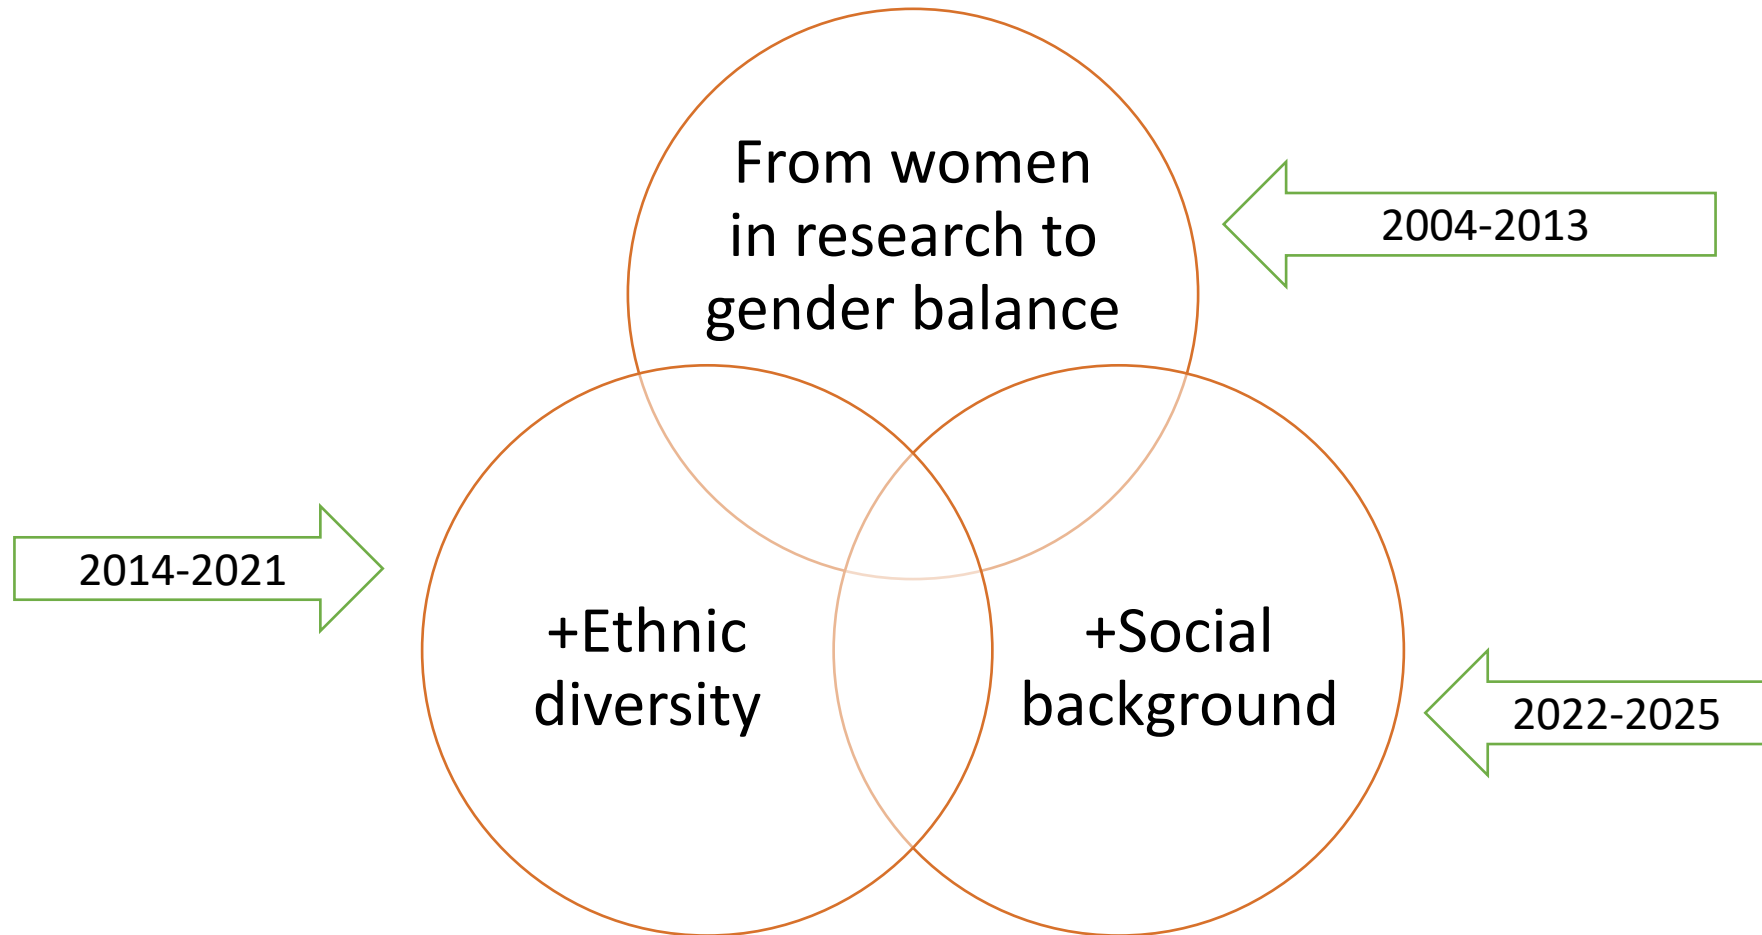 From women
in research to
gender balance
2004-2013
2014-2021
+Ethnic
diversity
+Social
background
2022-2025